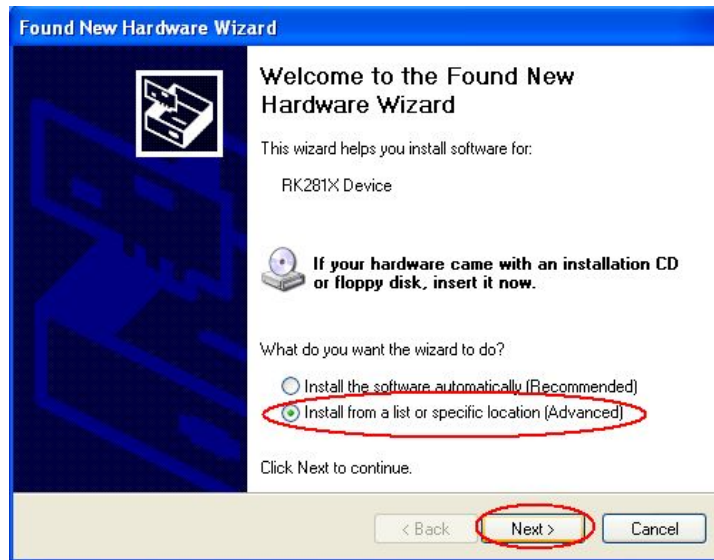 Found New Hardware Wizard
Welcome to the Found New
Hardware Wizard
This wizard helps you install software for:
RK281X Device
If your hardware came with an installation CD
or floppy disk, insert it now.
What do you want the wizard to do?
Install the software automatically (Recommended)
Install from a list or specific location (Advanced)
Click Next to continue.
< Back Next > Cancel